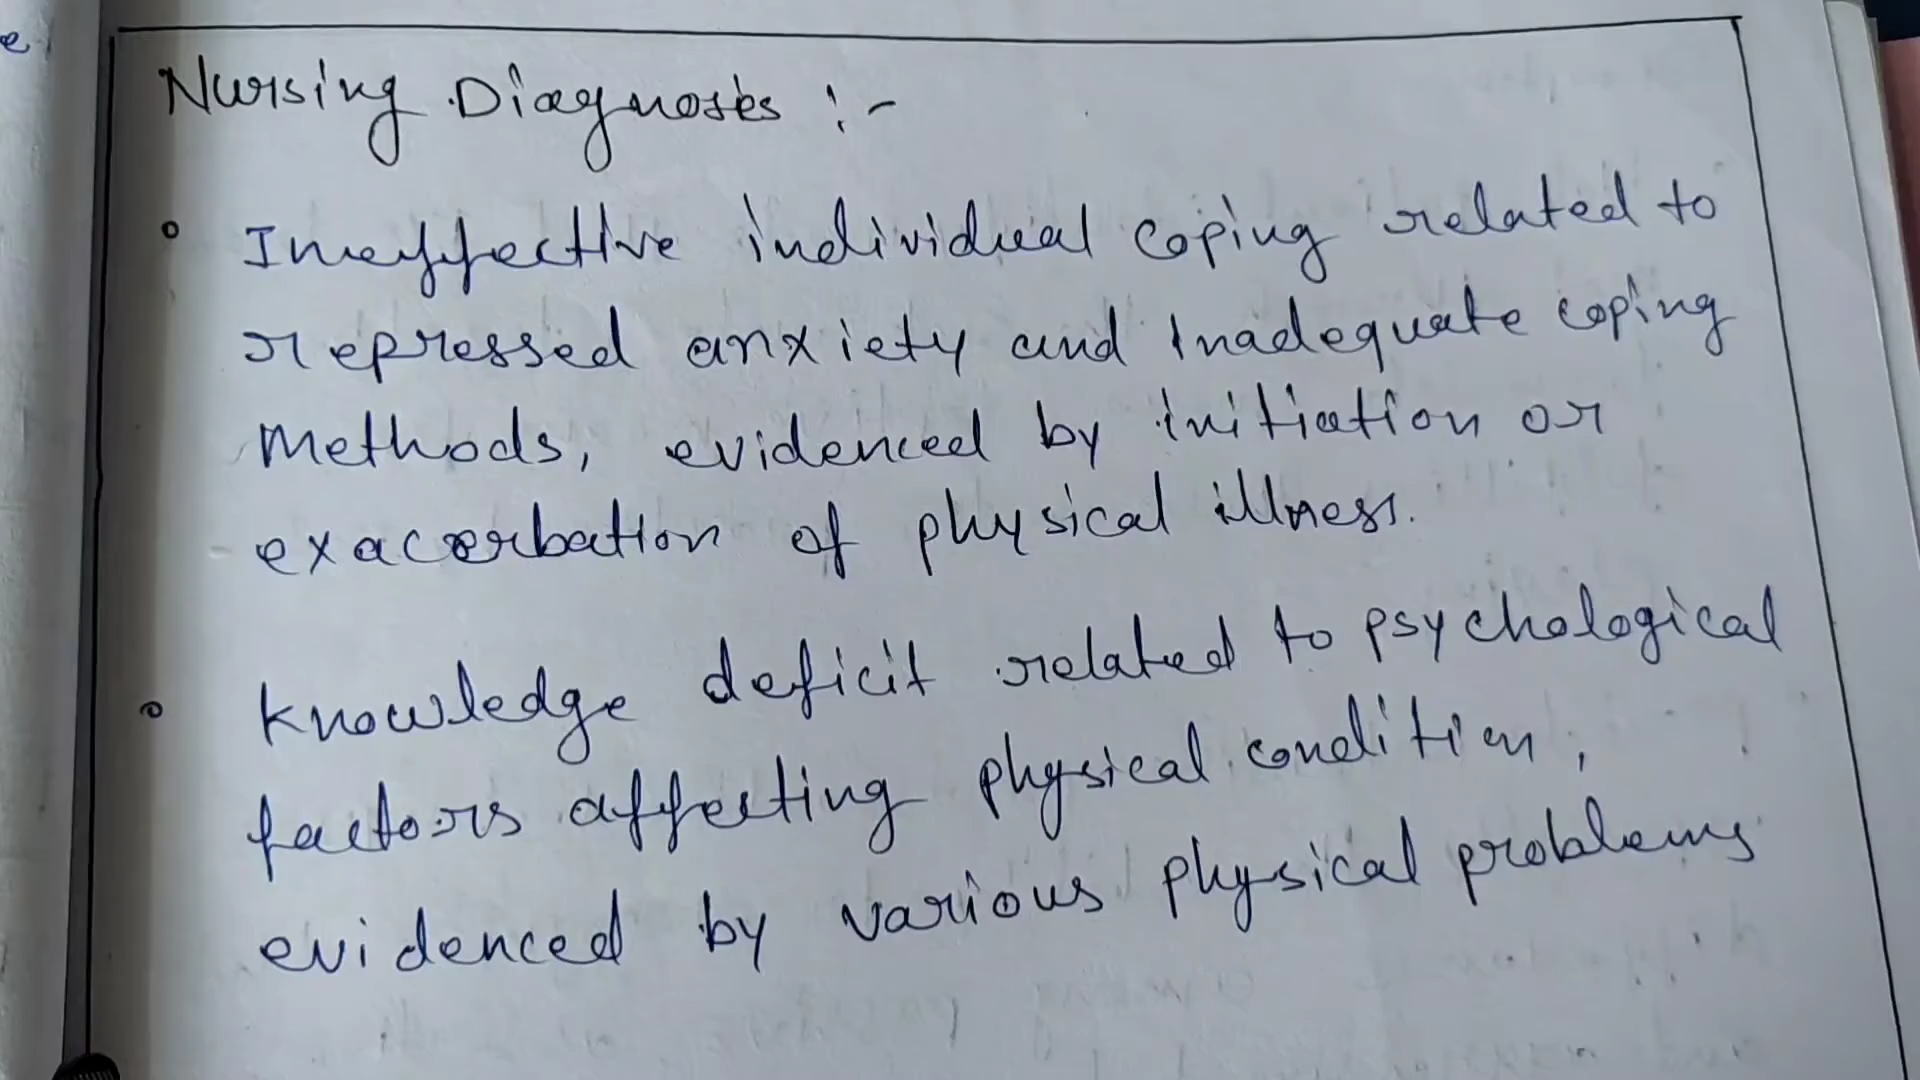 Nursing Diagnosis :-
Ineffective individual coping related to
repressed anxiety and Inadequate coping
Methods, evidenced by initiation or
exacerbation of physical illness.
Knowledge deficit related to psychological
factors affecting physical condition,
evidenced by various physical problems